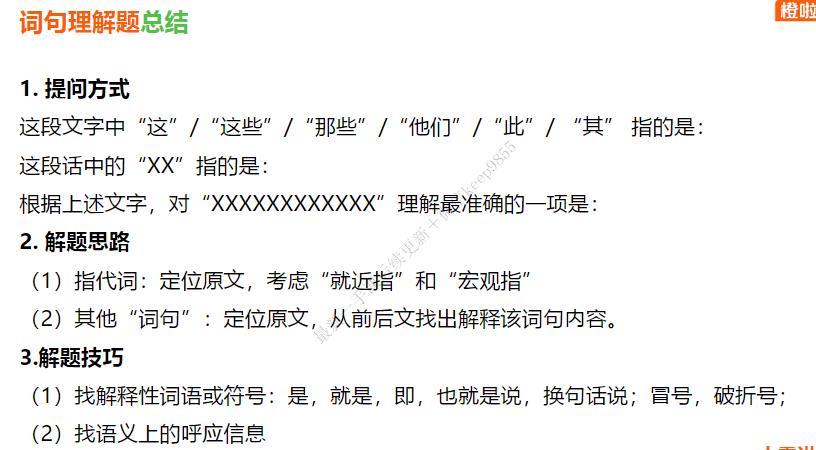 词句理解题总结
橙啦
1. 提问方式
这段文字中“这”/“这些”/“那些”/“他们”/“此”/ “其” 指的是：
这段话中的“XX”指的是：
根据上述文字，对“XXXXXXXXXXXX”理解最准确的一项是：
2. 解题思路
（1）指代词：定位原文，考虑“就近指”和“宏观指”
（2）其他“词句”：定位原文，从前后文找出解释该词句内容。
3.解题技巧
（1）找解释性词语或符号：是，就是，即，也就是说，换句话说；冒号，破折号；
（2）找语义上的呼应信息